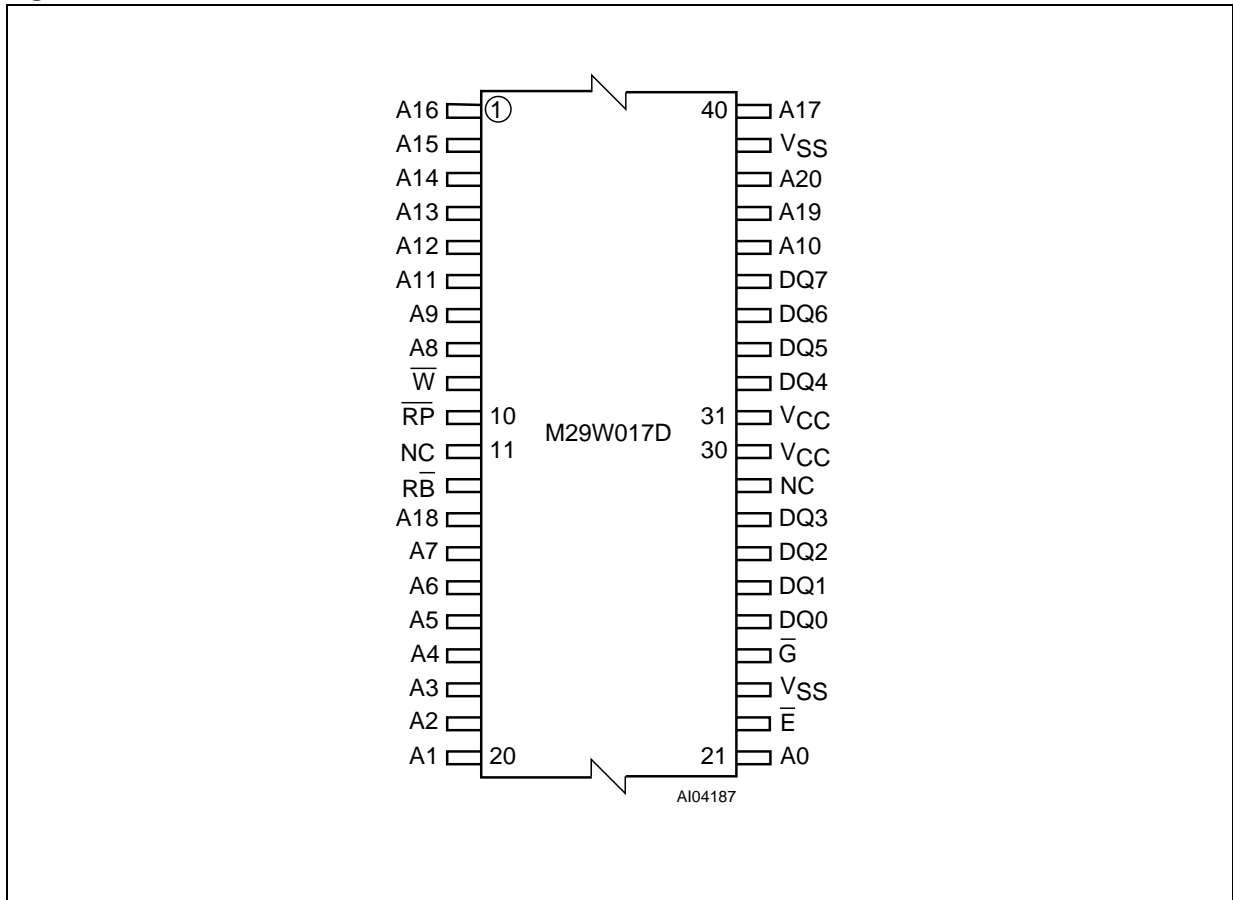 A16 1 40 A17
A15 VSS
A14 A20
A13 A19
A12 A10
A11 DQ7
A9 DQ6
A8 DQ5
W̅ DQ4
R̅P̅ 10 31 VCC
M29W017D
NC 11 30 VCC
RB̅ NC
A18 DQ3
A7 DQ2
A6 DQ1
A5 DQ0
A4 G̅
A3 VSS
A2 E̅
A1 20 21 A0
AI04187